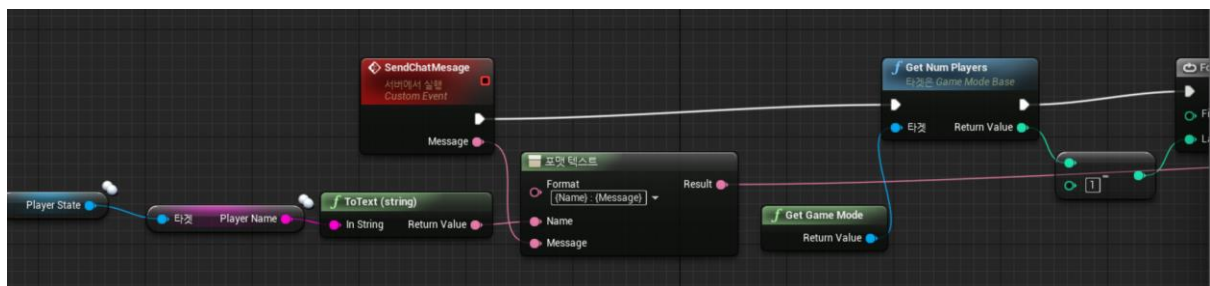 SendChatMesage
서버에서 실행
Custom Event
Message
Get Num Players
타겟은 Game Mode Base
타겟
Return Value
1
포맷 텍스트
Format
{Name} : {Message}
Result
Name
Message
Player State
타겟
Player Name
ToText (string)
In String
Return Value
Get Game Mode
Return Value